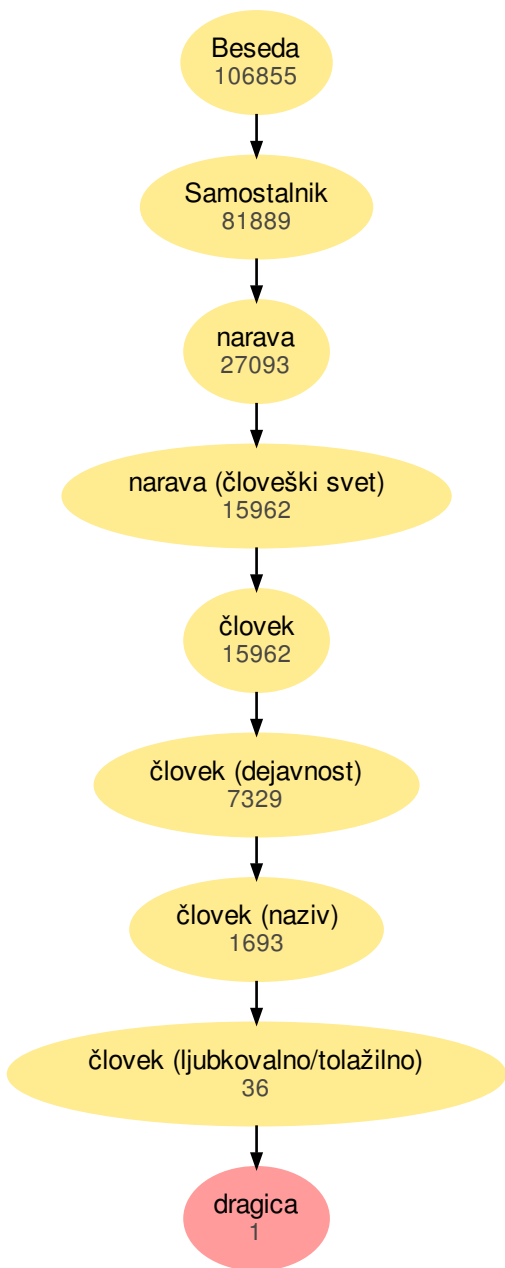 Beseda
106855
Samostalnik
81889
narava
27093
narava (človeški svet)
15962
človek
15962
človek (dejavnost)
7329
človek (naziv)
1693
človek (ljubkovalno/tolažilno)
36
dragica
1